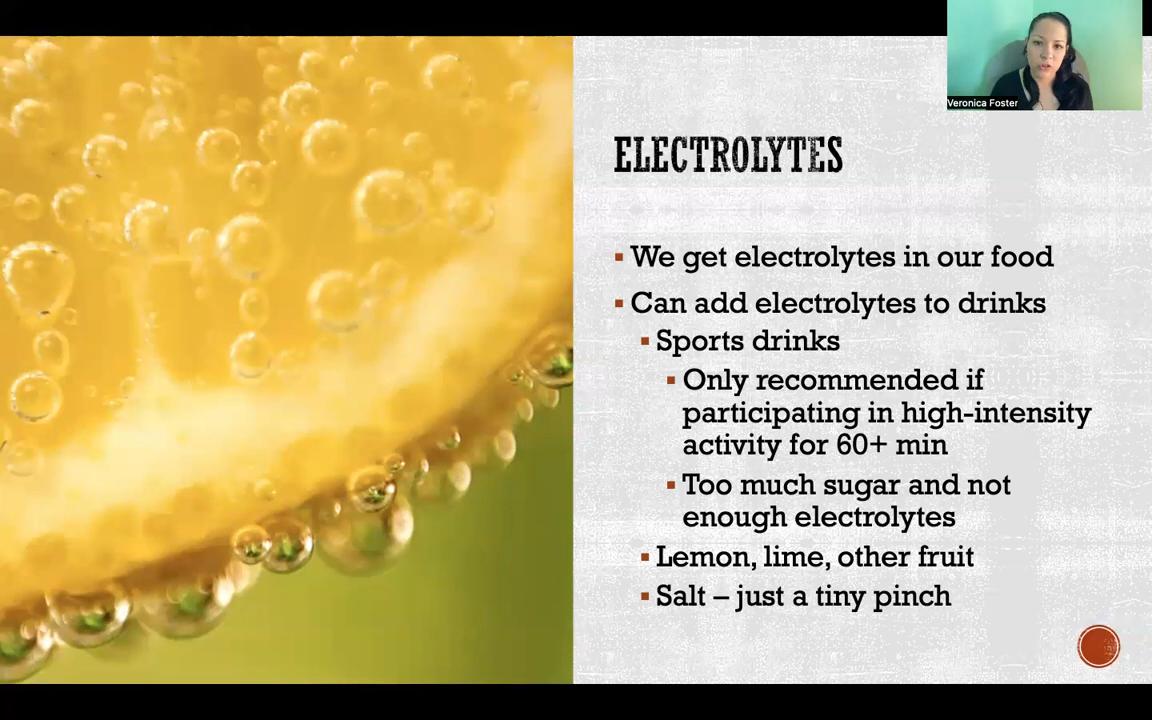 Veronica Foster
ELECTROLYTES
▪ We get electrolytes in our food
▪ Can add electrolytes to drinks
▪ Sports drinks
▪ Only recommended if
participating in high-intensity
activity for 60+ min
▪ Too much sugar and not
enough electrolytes
▪ Lemon, lime, other fruit
▪ Salt – just a tiny pinch